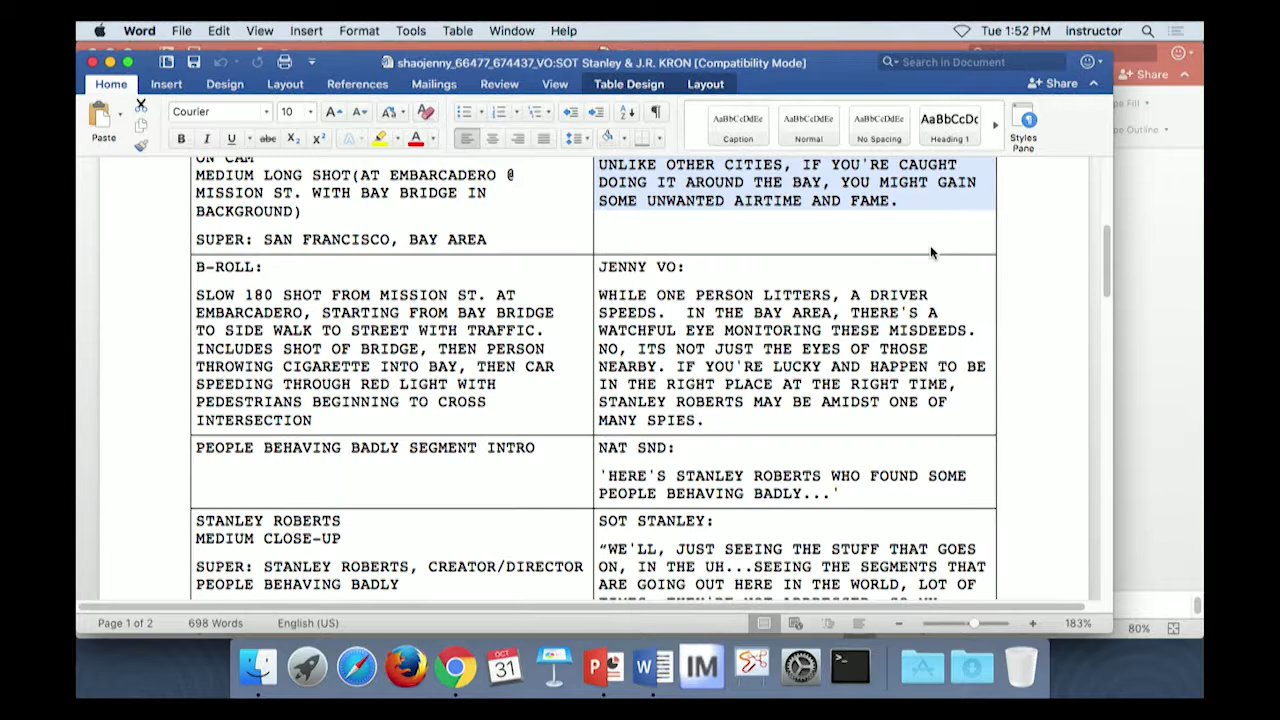 Word File Edit View Insert Format Tools Table Window Help Tue 1:52 PM instructor
shaojenny_66477_674437_VO:SOT Stanley & J.R. KRON [Compatibility Mode] Search in Document
Home Insert Design Layout References Mailings Review View Table Design Layout Share
Share
Courier 10
Paste
AaBbCcDdEe AaBbCcDdEe AaBbCcDdEe AaBbCcDc
Caption Normal No Spacing Heading 1 Styles Pane
Fill
Outline
ON CAM
MEDIUM LONG SHOT(AT EMBARCADERO @
MISSION ST. WITH BAY BRIDGE IN
BACKGROUND)
SUPER: SAN FRANCISCO, BAY AREA
UNLIKE OTHER CITIES, IF YOU'RE CAUGHT
DOING IT AROUND THE BAY, YOU MIGHT GAIN
SOME UNWANTED AIRTIME AND FAME.
B-ROLL:
SLOW 180 SHOT FROM MISSION ST. AT
EMBARCADERO, STARTING FROM BAY BRIDGE
TO SIDE WALK TO STREET WITH TRAFFIC.
INCLUDES SHOT OF BRIDGE, THEN PERSON
THROWING CIGARETTE INTO BAY, THEN CAR
SPEEDING THROUGH RED LIGHT WITH
PEDESTRIANS BEGINNING TO CROSS
INTERSECTION
JENNY VO:
WHILE ONE PERSON LITTERS, A DRIVER
SPEEDS.  IN THE BAY AREA, THERE'S A
WATCHFUL EYE MONITORING THESE MISDEEDS.
NO, ITS NOT JUST THE EYES OF THOSE
NEARBY. IF YOU'RE LUCKY AND HAPPEN TO BE
IN THE RIGHT PLACE AT THE RIGHT TIME,
STANLEY ROBERTS MAY BE AMIDST ONE OF
MANY SPIES.
PEOPLE BEHAVING BADLY SEGMENT INTRO
NAT SND:
'HERE'S STANLEY ROBERTS WHO FOUND SOME
PEOPLE BEHAVING BADLY...'
STANLEY ROBERTS
MEDIUM CLOSE-UP
SUPER: STANLEY ROBERTS, CREATOR/DIRECTOR
PEOPLE BEHAVING BADLY
SOT STANLEY:
“WE'LL, JUST SEEING THE STUFF THAT GOES
ON, IN THE UH...SEEING THE SEGMENTS THAT
ARE GOING OUT HERE IN THE WORLD, LOT OF
Page 1 of 2 698 Words English (US) 183%
80%
OCT
31
IM